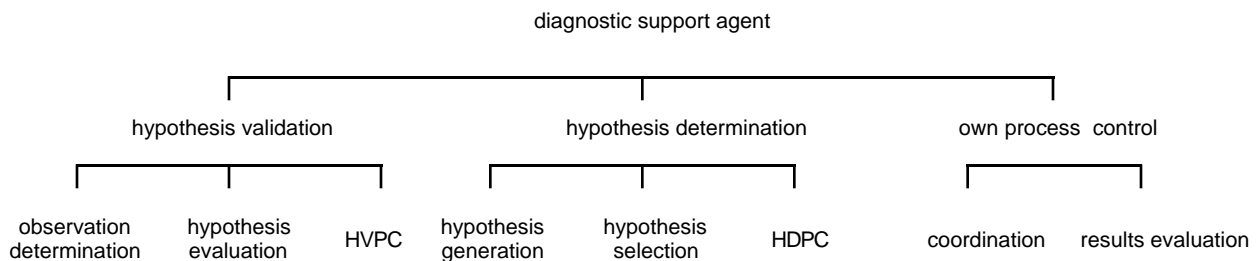 diagnostic support agent
hypothesis validation
hypothesis determination
own process control
observation
determination
hypothesis
evaluation
HVPC
hypothesis
generation
hypothesis
selection
HDPC
coordination
results evaluation